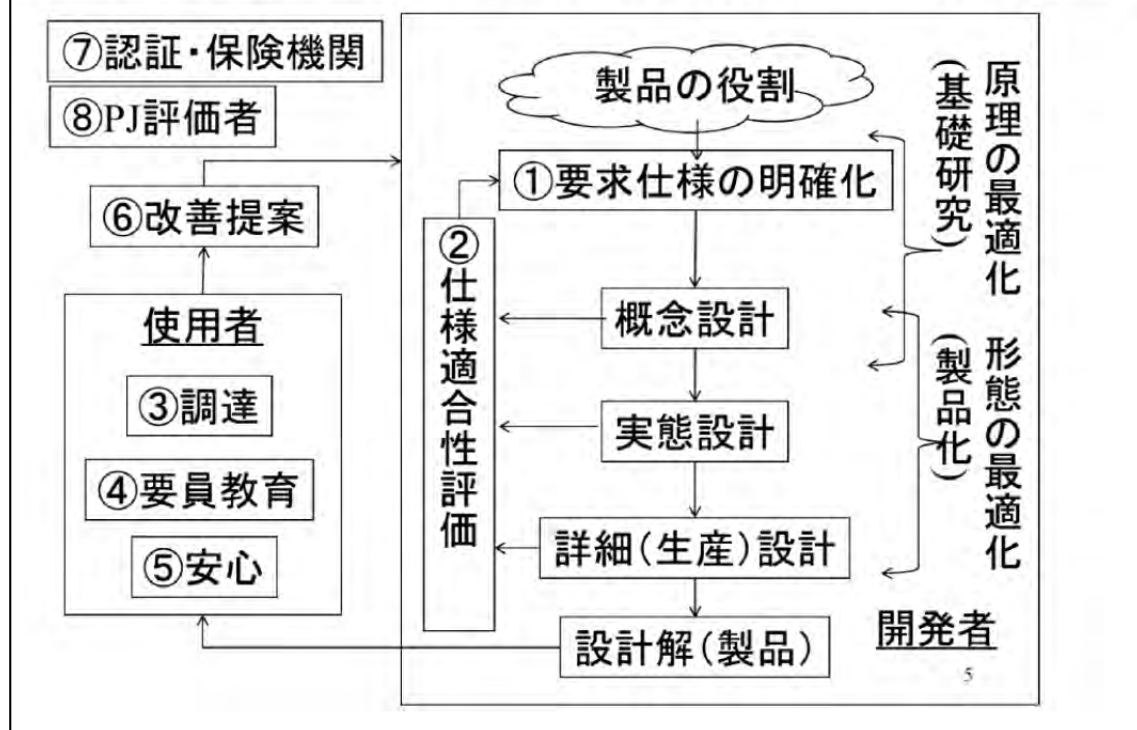 ⑦認証・保険機関
⑧PJ評価者
⑥改善提案
使用者
③調達
④要員教育
⑤安心
製品の役割
①要求仕様の明確化
②仕様適合性評価
概念設計
実態設計
詳細(生産)設計
設計解(製品)
原理の最適化
(基礎研究)
形態の最適化
(製品化)
開発者
5